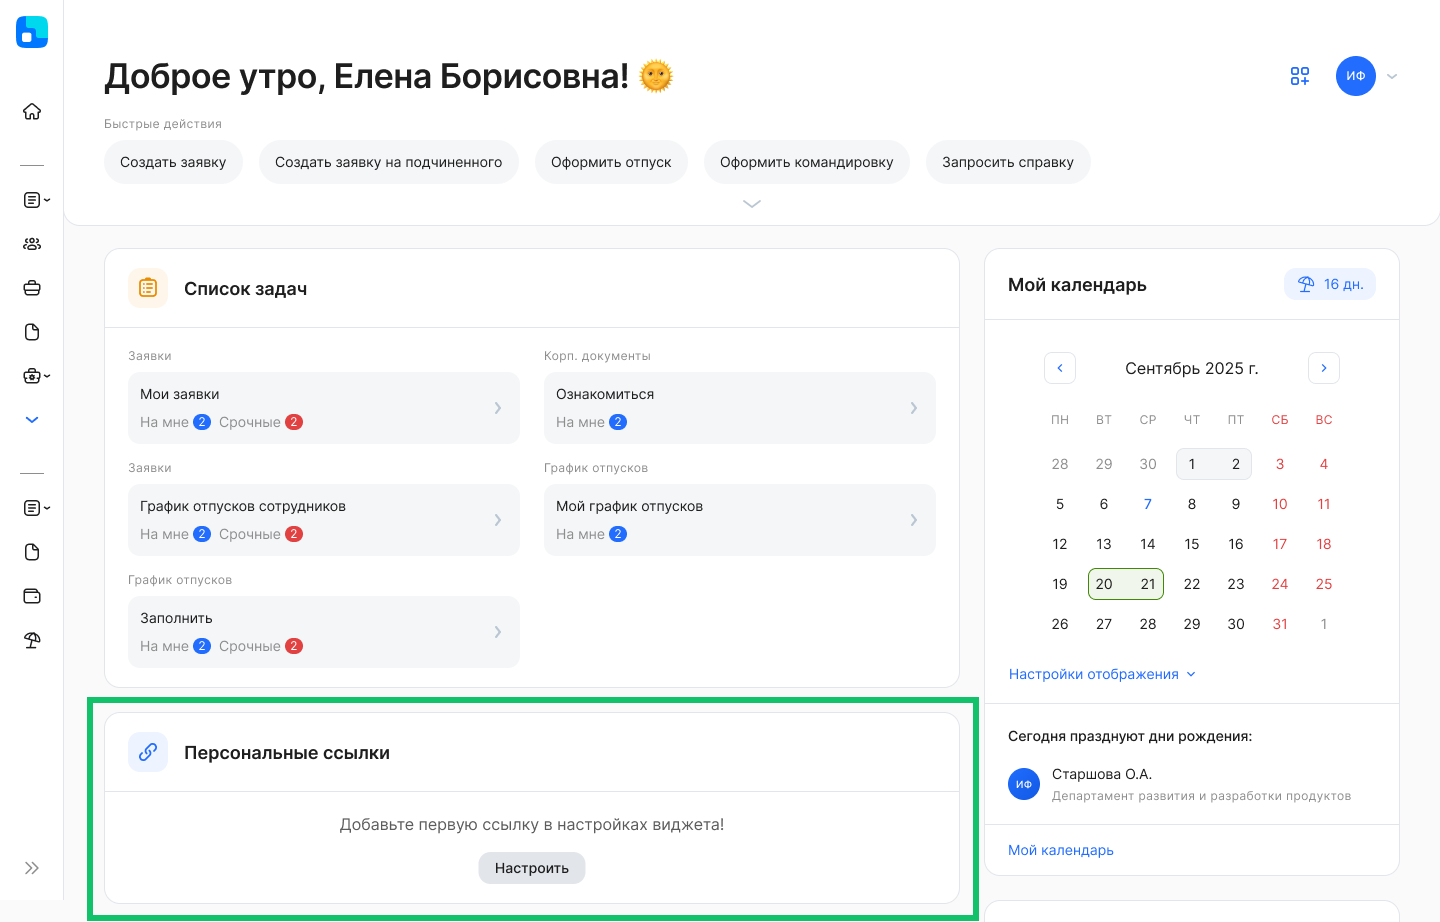 Доброе утро, Елена Борисовна!
ИФ
Быстрые действия
Создать заявку
Создать заявку на подчиненного
Оформить отпуск
Оформить командировку
Запросить справку
Список задач
Заявки
Мои заявки
На мне 2 Срочные 2
Корп. документы
Ознакомиться
На мне 2
Заявки
График отпусков сотрудников
На мне 2 Срочные 2
График отпусков
Мой график отпусков
На мне 2
График отпусков
Заполнить
На мне 2 Срочные 2
Персональные ссылки
Добавьте первую ссылку в настройках виджета!
Настроить
Мой календарь
16 дн.
Сентябрь 2025 г.
ПН ВТ СР ЧТ ПТ СБ ВС
28 29 30 1 2 3 4
5 6 7 8 9 10 11
12 13 14 15 16 17 18
19 20 21 22 23 24 25
26 27 28 29 30 31 1
Настройки отображения
Сегодня празднуют дни рождения:
ИФ
Старшова О.А.
Департамент развития и разработки продуктов
Мой календарь